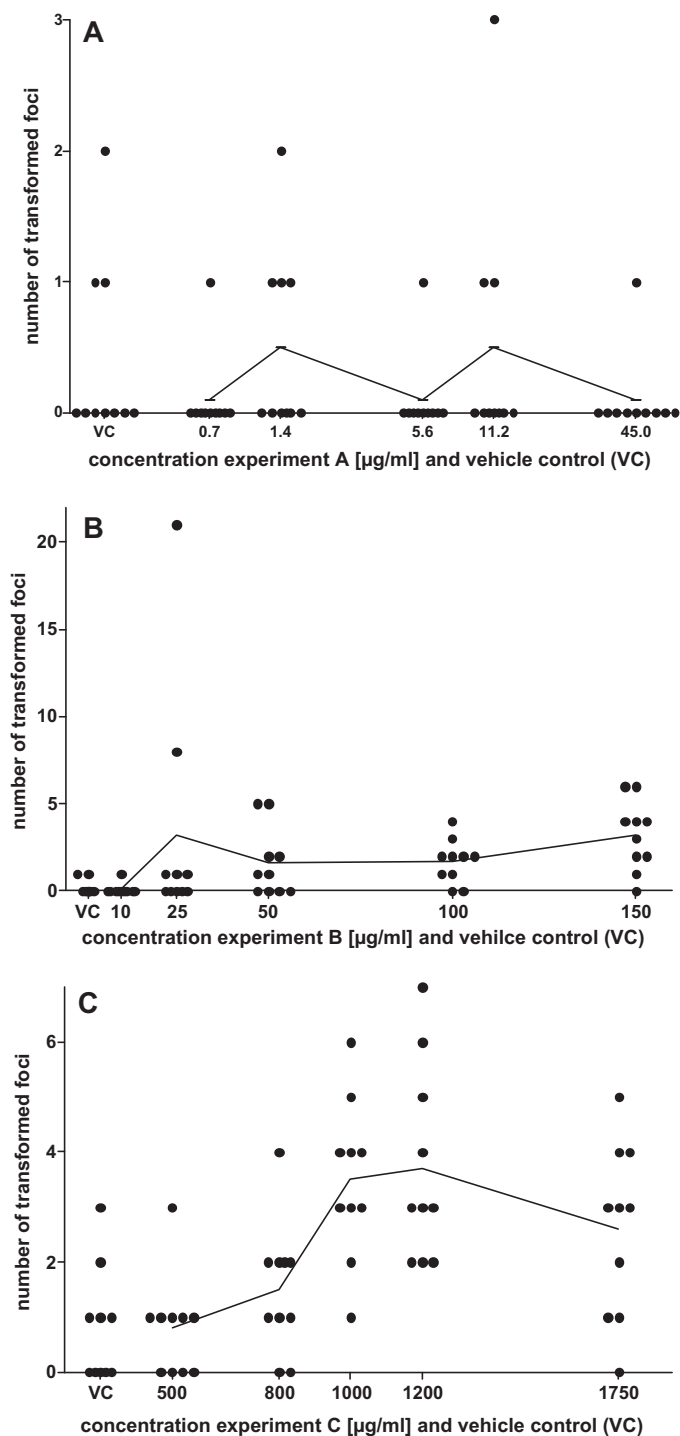 A
number of transformed foci
3
2
1
0
VC 0.7 1.4 5.6 11.2 45.0
concentration experiment A [µg/ml] and vehicle control (VC)
B
number of transformed foci
20
15
10
5
0
VC 10 25 50 100 150
concentration experiment B [µg/ml] and vehilce control (VC)
C
number of transformed foci
6
4
2
0
VC 500 800 1000 1200 1750
concentration experiment C [µg/ml] and vehicle control (VC)